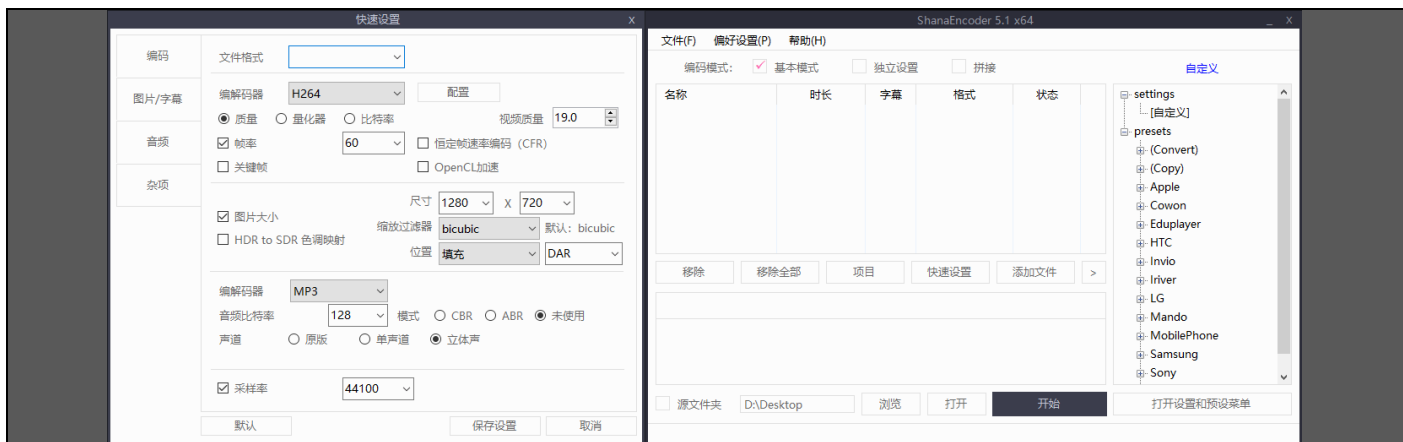 快速设置 X
编码
图片/字幕
音频
杂项
文件格式
编解码器 H264 配置
质量 量化器 比特率 视频质量 19.0
帧率 60 恒定帧速率编码（CFR）
关键帧 OpenCL加速
尺寸 1280 X 720
图片大小
缩放过滤器 bicubic 默认：bicubic
HDR to SDR 色调映射
位置 填充 DAR
编解码器 MP3
音频比特率 128 模式 CBR ABR 未使用
声道 原版 单声道 立体声
采样率 44100
默认 保存设置 取消
ShanaEncoder 5.1 x64 _ X
文件(F) 偏好设置(P) 帮助(H)
编码模式： 基本模式 独立设置 拼接 自定义
名称 时长 字幕 格式 状态
移除 移除全部 项目 快速设置 添加文件 >
源文件夹 D:\Desktop 浏览 打开 开始 打开设置和预设菜单
settings
[自定义]
presets
(Convert)
(Copy)
Apple
Cowon
Eduplayer
HTC
Invio
Iriver
LG
Mando
MobilePhone
Samsung
Sony